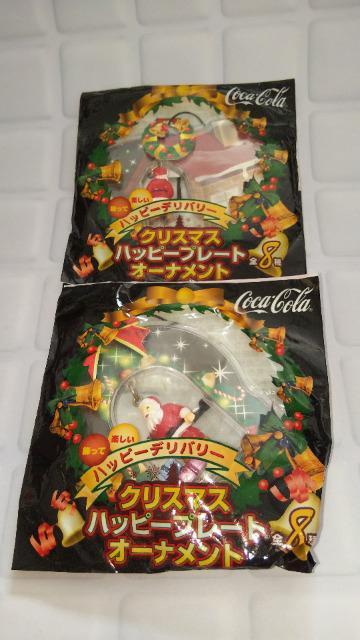 Coca-Cola
飾って
楽しい
ハッピーデリバリー
クリスマス
ハッピープレート
オーナメント
全8種
Coca-Cola
飾って
楽しい
ハッピーデリバリー
クリスマス
ハッピープレート
オーナメント
全8種